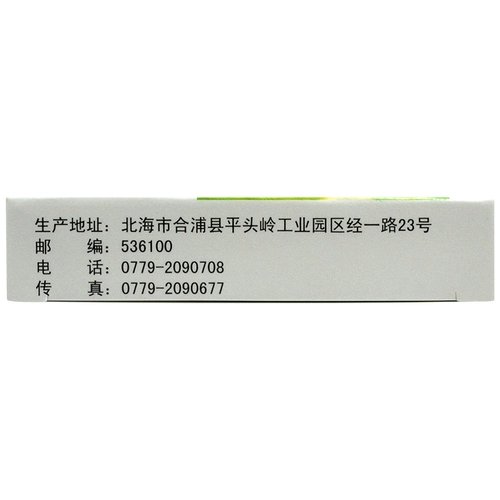 生产地址：北海市合浦县平头岭工业园区经一路23号
邮　　编：536100
电　　话：0779-2090708
传　　真：0779-2090677